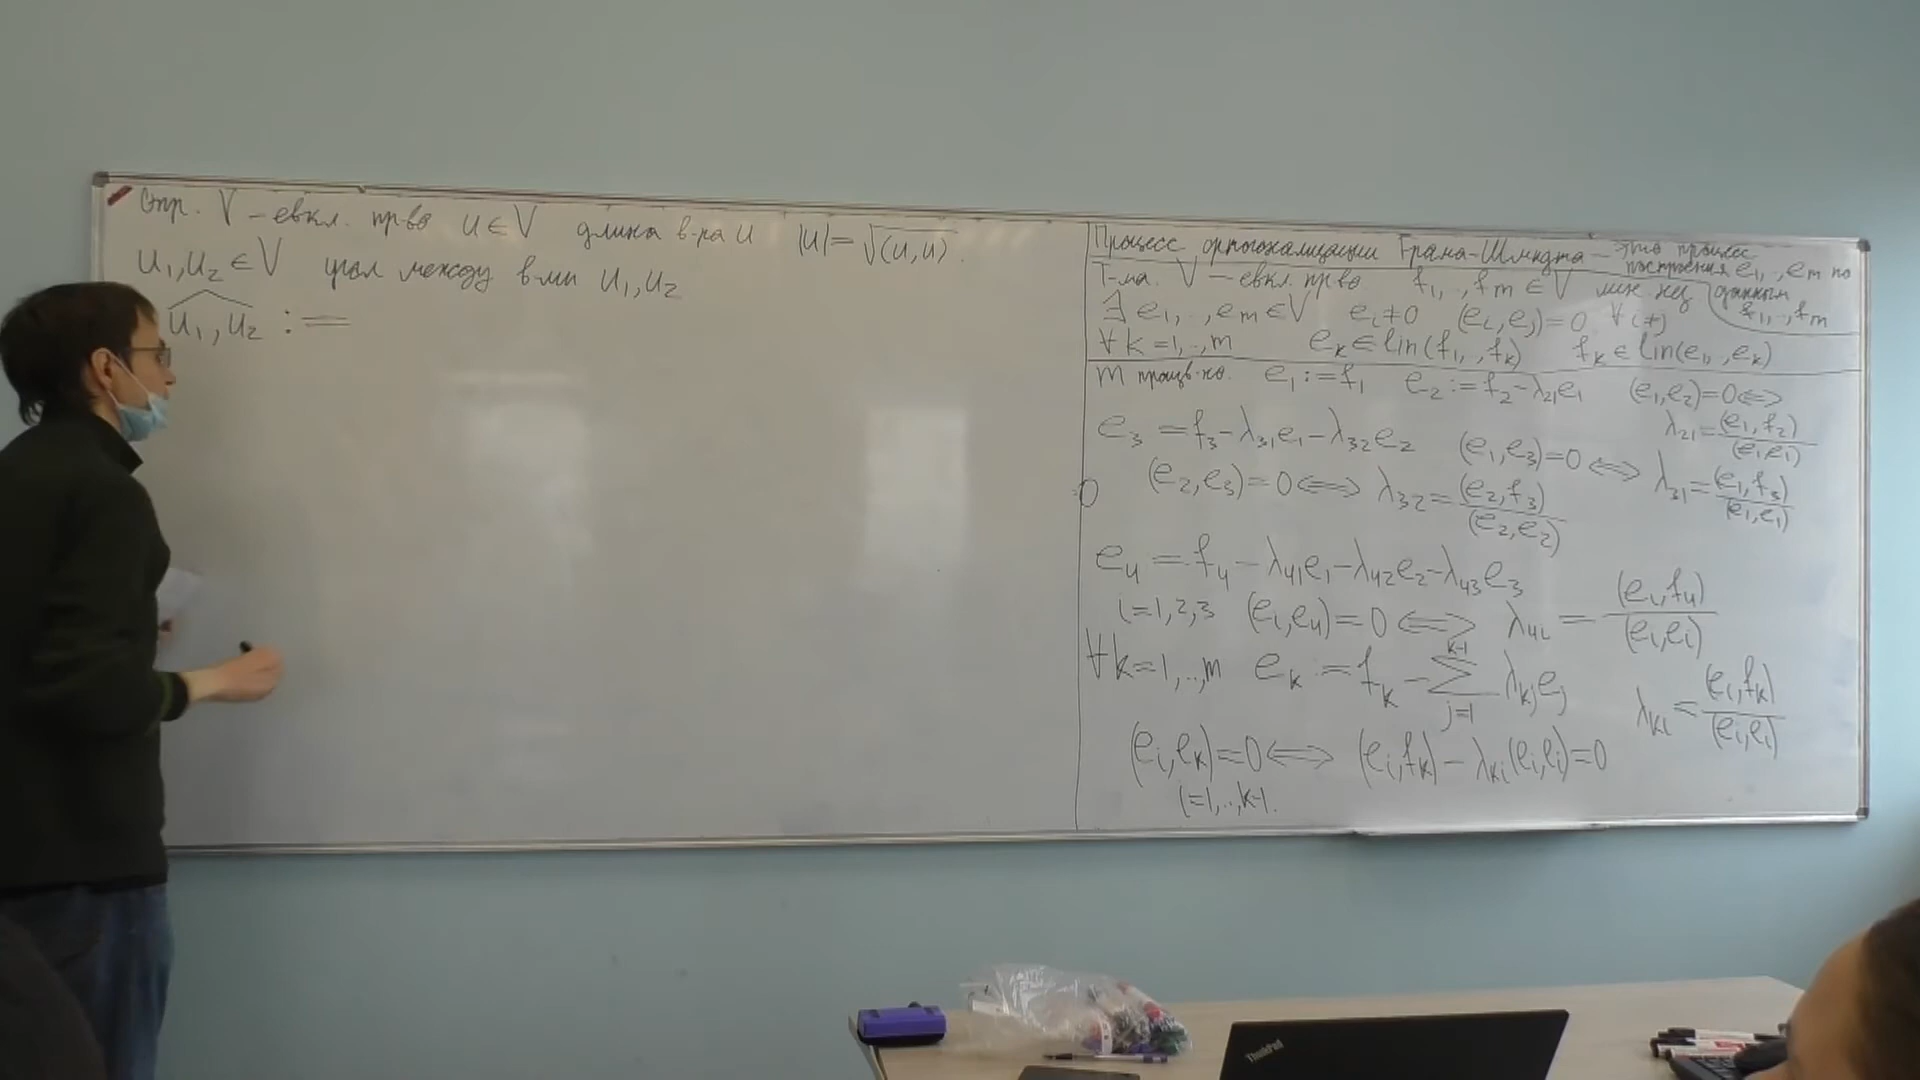 Опр. V – евкл. пр-во u ∈ V длина в-ра u |u| = √(u,u).
u₁,u₂ ∈ V угол между в-ми u₁,u₂
u₁,u₂ :=
Процесс ортогонализации Грама-Шмидта – это процесс
построения e₁,..,eₘ по
данным
f₁,..,fₘ
Т-ма. V – евкл. пр-во f₁,..,fₘ ∈ V лин. нез
∃ e₁,..,eₘ ∈ V eᵢ≠0 (eᵢ,eⱼ)=0 ∀ i≠j
∀ k=1,..,m eₖ ∈ lin(f₁,..,fₖ) fₖ ∈ lin(e₁,..,eₖ)
m произв-но. e₁ := f₁ e₂ := f₂ – λ₂₁e₁ (e₁,e₂)=0 ⟺
λ₂₁ = (e₁,f₂)/(e₁,e₁)
e₃ = f₃ – λ₃₁e₁ – λ₃₂e₂ (e₁,e₃)=0 ⟺ λ₃₁ = (e₁,f₃)/(e₁,e₁)
(e₂,e₃)=0 ⟺ λ₃₂ = (e₂,f₃)/(e₂,e₂)
e₄ = f₄ – λ₄₁e₁ – λ₄₂e₂ – λ₄₃e₃
i=1,2,3 (eᵢ,e₄)=0 ⟺ λ₄ᵢ = (eᵢ,f₄)/(eᵢ,eᵢ)
∀k=1,..,m eₖ := fₖ – ∑_{j=1}^{k-1} λₖⱼeⱼ λₖᵢ = (eᵢ,fₖ)/(eᵢ,eᵢ)
(eᵢ,eₖ)=0 ⟺ (eᵢ,fₖ) – λₖᵢ(eᵢ,eᵢ)=0
i=1,..,k-1.
ThinkPad